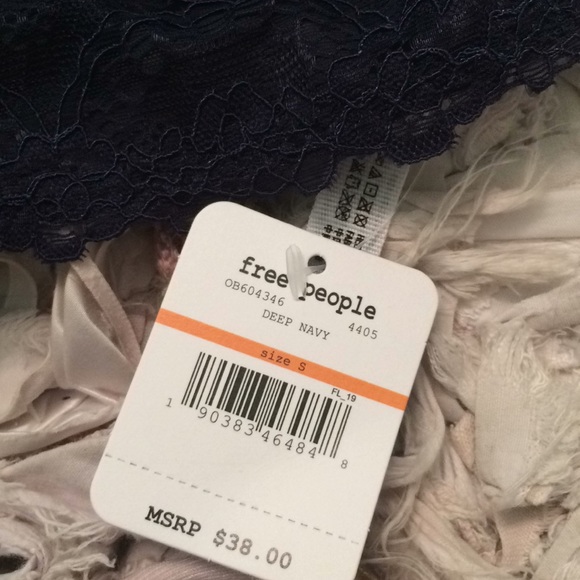 free people
OB604346 4405
DEEP NAVY
size S
FL_19
1 90383 46484 8
MSRP $38.00